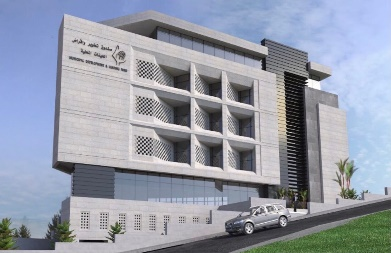 صندوق تطوير وإقراض
الهيئات المحلية
MUNICIPAL DEVELOPMENT & LENDING FUND